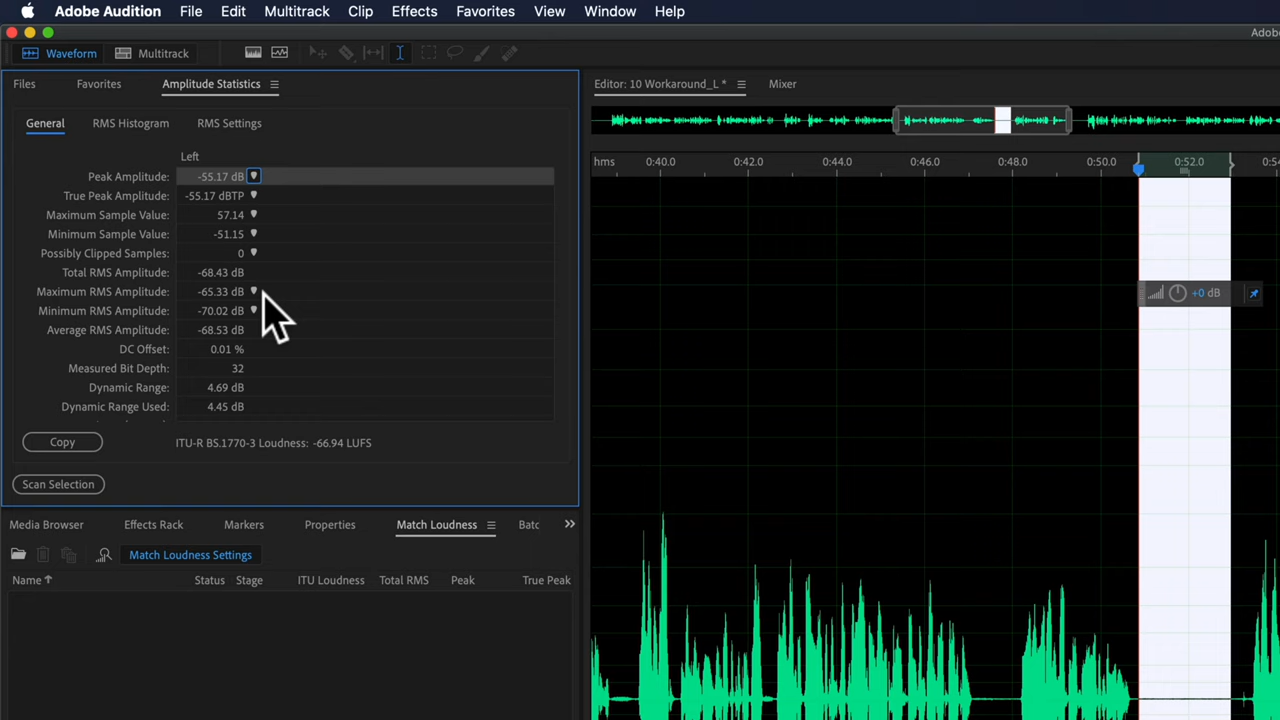 Adobe Audition File Edit Multitrack Clip Effects Favorites View Window Help
Adob
Waveform Multitrack
Files Favorites Amplitude Statistics
Editor: 10 Workaround_L * Mixer
General RMS Histogram RMS Settings
Left
hms 0:40.0 0:42.0 0:44.0 0:46.0 0:48.0 0:50.0 0:52.0 0:54
Peak Amplitude: -55.17 dB
True Peak Amplitude: -55.17 dBTP
Maximum Sample Value: 57.14
Minimum Sample Value: -51.15
Possibly Clipped Samples: 0
Total RMS Amplitude: -68.43 dB
Maximum RMS Amplitude: -65.33 dB
+0 dB
Minimum RMS Amplitude: -70.02 dB
Average RMS Amplitude: -68.53 dB
DC Offset: 0.01 %
Measured Bit Depth: 32
Dynamic Range: 4.69 dB
Dynamic Range Used: 4.45 dB
Copy ITU-R BS.1770-3 Loudness: -66.94 LUFS
Scan Selection
Media Browser Effects Rack Markers Properties Match Loudness Batc
Match Loudness Settings
Name Status Stage ITU Loudness Total RMS Peak True Peak